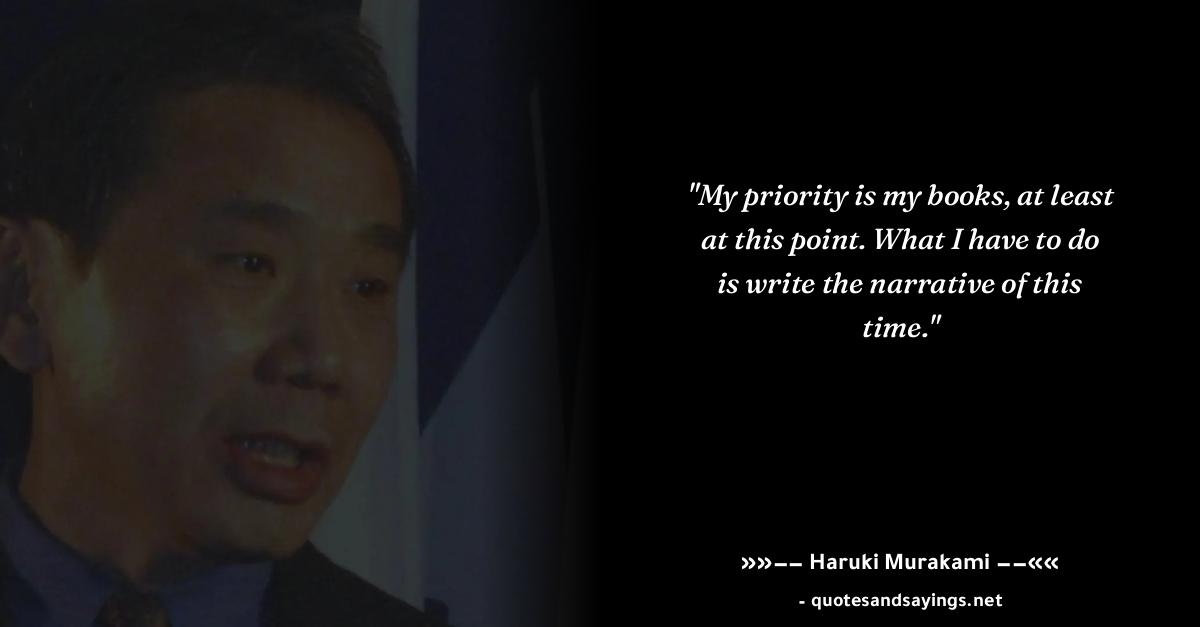 "My priority is my books, at least
at this point. What I have to do
is write the narrative of this
time."
»»–– Haruki Murakami ––««
- quotesandsayings.net